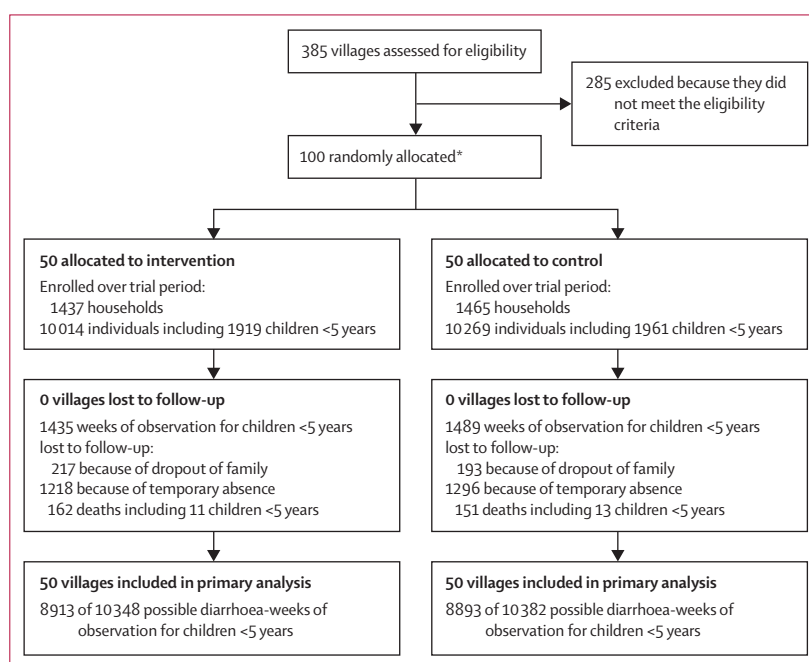 385 villages assessed for eligibility
285 excluded because they did
not meet the eligibility
criteria
100 randomly allocated*
50 allocated to intervention
Enrolled over trial period:
1437 households
10 014 individuals including 1919 children <5 years
50 allocated to control
Enrolled over trial period:
1465 households
10 269 individuals including 1961 children <5 years
0 villages lost to follow-up
1435 weeks of observation for children <5 years
lost to follow-up:
217 because of dropout of family
1218 because of temporary absence
162 deaths including 11 children <5 years
0 villages lost to follow-up
1489 weeks of observation for children <5 years
lost to follow-up:
193 because of dropout of family
1296 because of temporary absence
151 deaths including 13 children <5 years
50 villages included in primary analysis
8913 of 10 348 possible diarrhoea-weeks of
observation for children <5 years
50 villages included in primary analysis
8893 of 10 382 possible diarrhoea-weeks of
observation for children <5 years